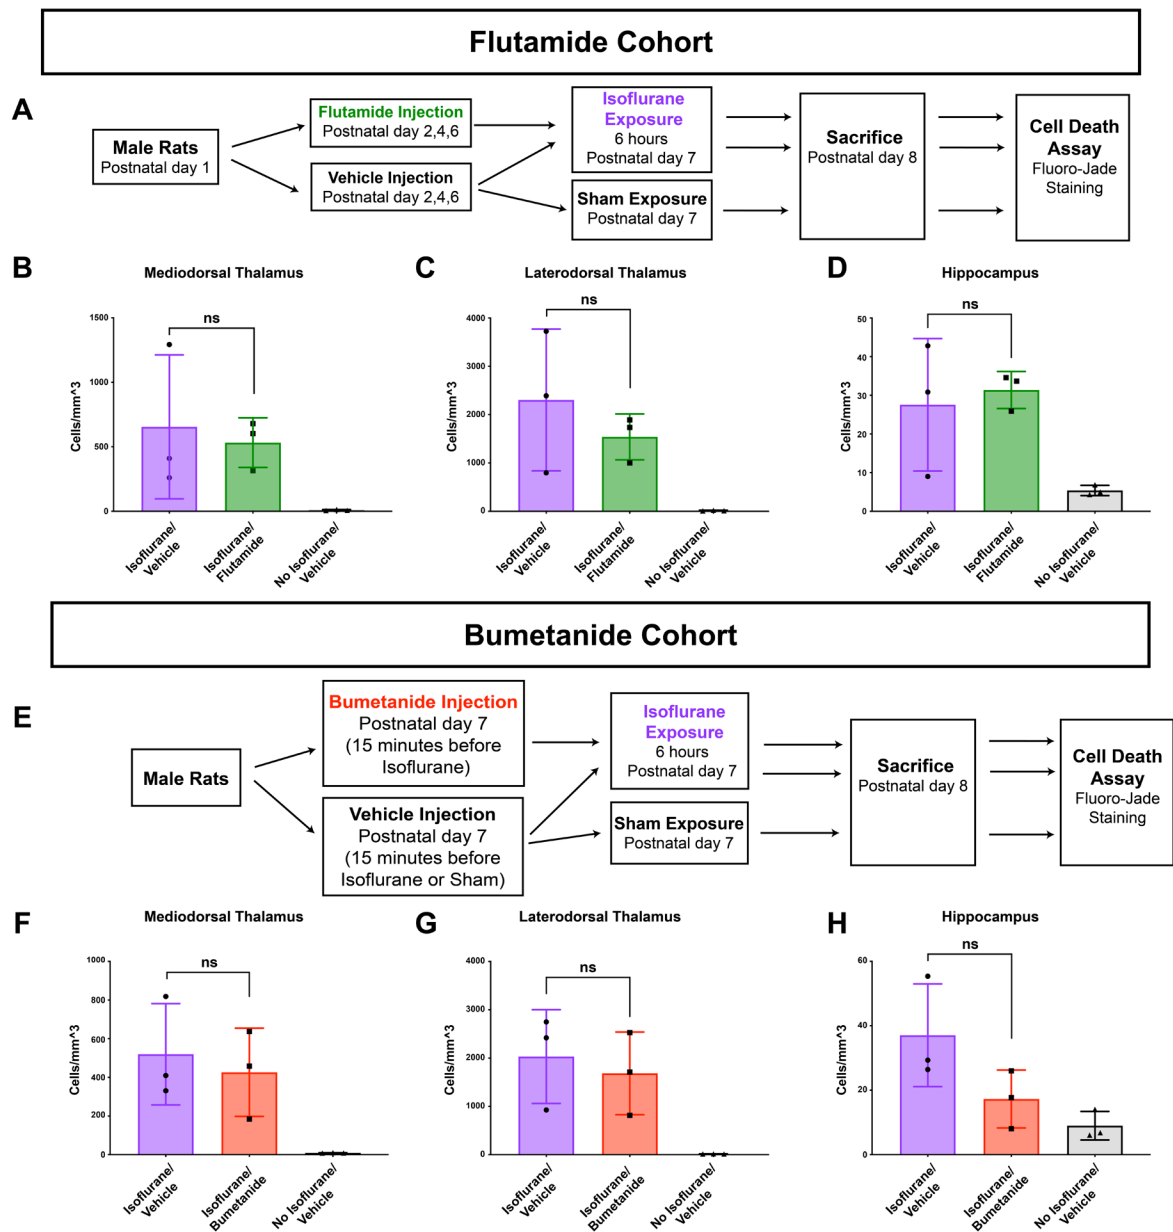 Flutamide Cohort
A
Male Rats
Postnatal day 1
Flutamide Injection
Postnatal day 2,4,6
Vehicle Injection
Postnatal day 2,4,6
Isoflurane
Exposure
6 hours
Postnatal day 7
Sham Exposure
Postnatal day 7
Sacrifice
Postnatal day 8
Cell Death
Assay
Fluoro-Jade
Staining
B
Mediodorsal Thalamus
ns
Cells/mm^3
1500
1000
500
0
Isoflurane/
Vehicle
Isoflurane/
Flutamide
No Isoflurane/
Vehicle
C
Laterodorsal Thalamus
ns
Cells/mm^3
4000
3000
2000
1000
0
Isoflurane/
Vehicle
Isoflurane/
Flutamide
No Isoflurane/
Vehicle
D
Hippocampus
ns
Cells/mm^3
50
40
30
20
10
0
Isoflurane/
Vehicle
Isoflurane/
Flutamide
No Isoflurane/
Vehicle
Bumetanide Cohort
E
Male Rats
Bumetanide Injection
Postnatal day 7
(15 minutes before
Isoflurane)
Vehicle Injection
Postnatal day 7
(15 minutes before
Isoflurane or Sham)
Isoflurane
Exposure
6 hours
Postnatal day 7
Sham Exposure
Postnatal day 7
Sacrifice
Postnatal day 8
Cell Death
Assay
Fluoro-Jade
Staining
F
Mediodorsal Thalamus
ns
Cells/mm^3
1000
800
600
400
200
0
Isoflurane/
Vehicle
Isoflurane/
Bumetanide
No Isoflurane/
Vehicle
G
Laterodorsal Thalamus
ns
Cells/mm^3
4000
3000
2000
1000
0
Isoflurane/
Vehicle
Isoflurane/
Bumetanide
No Isoflurane/
Vehicle
H
Hippocampus
ns
Cells/mm^3
60
40
20
0
Isoflurane/
Vehicle
Isoflurane/
Bumetanide
No Isoflurane/
Vehicle